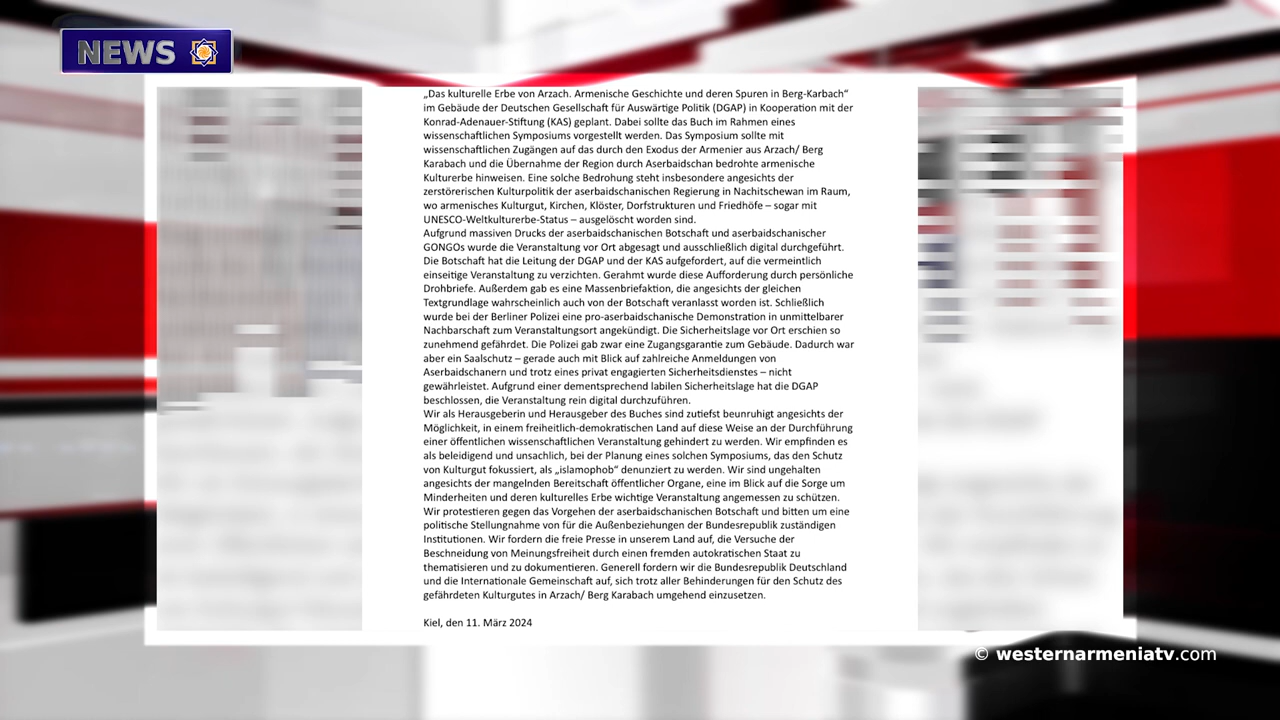 NEWS
„Das kulturelle Erbe von Arzach. Armenische Geschichte und deren Spuren in Berg-Karbach“
im Gebäude der Deutschen Gesellschaft für Auswärtige Politik (DGAP) in Kooperation mit der
Konrad-Adenauer-Stiftung (KAS) geplant. Dabei sollte das Buch im Rahmen eines
wissenschaftlichen Symposiums vorgestellt werden. Das Symposium sollte mit
wissenschaftlichen Zugängen auf das durch den Exodus der Armenier aus Arzach/ Berg
Karabach und die Übernahme der Region durch Aserbaidschan bedrohte armenische
Kulturerbe hinweisen. Eine solche Bedrohung steht insbesondere angesichts der
zerstörerischen Kulturpolitik der aserbaidschanischen Regierung in Nachitschewan im Raum,
wo armenisches Kulturgut, Kirchen, Klöster, Dorfstrukturen und Friedhöfe – sogar mit
UNESCO-Weltkulturerbe-Status – ausgelöscht worden sind.
Aufgrund massiven Drucks der aserbaidschanischen Botschaft und aserbaidschanischer
GONGOs wurde die Veranstaltung vor Ort abgesagt und ausschließlich digital durchgeführt.
Die Botschaft hat die Leitung der DGAP und der KAS aufgefordert, auf die vermeintlich
einseitige Veranstaltung zu verzichten. Gerahmt wurde diese Aufforderung durch persönliche
Drohbriefe. Außerdem gab es eine Massenbriefaktion, die angesichts der gleichen
Textgrundlage wahrscheinlich auch von der Botschaft veranlasst worden ist. Schließlich
wurde bei der Berliner Polizei eine pro-aserbaidschanische Demonstration in unmittelbarer
Nachbarschaft zum Veranstaltungsort angekündigt. Die Sicherheitslage vor Ort erschien so
zunehmend gefährdet. Die Polizei gab zwar eine Zugangsgarantie zum Gebäude. Dadurch war
aber ein Saalschutz – gerade auch mit Blick auf zahlreiche Anmeldungen von
Aserbaidschanern und trotz eines privat engagierten Sicherheitsdienstes – nicht
gewährleistet. Aufgrund einer dementsprechend labilen Sicherheitslage hat die DGAP
beschlossen, die Veranstaltung rein digital durchzuführen.
Wir als Herausgeberin und Herausgeber des Buches sind zutiefst beunruhigt angesichts der
Möglichkeit, in einem freiheitlich-demokratischen Land auf diese Weise an der Durchführung
einer öffentlichen wissenschaftlichen Veranstaltung gehindert zu werden. Wir empfinden es
als beleidigend und unsachlich, bei der Planung eines solchen Symposiums, das den Schutz
von Kulturgut fokussiert, als „islamophob“ denunziert zu werden. Wir sind ungehalten
angesichts der mangelnden Bereitschaft öffentlicher Organe, eine im Blick auf die Sorge um
Minderheiten und deren kulturelles Erbe wichtige Veranstaltung angemessen zu schützen.
Wir protestieren gegen das Vorgehen der aserbaidschanischen Botschaft und bitten um eine
politische Stellungnahme von für die Außenbeziehungen der Bundesrepublik zuständigen
Institutionen. Wir fordern die freie Presse in unserem Land auf, die Versuche der
Beschneidung von Meinungsfreiheit durch einen fremden autokratischen Staat zu
thematisieren und zu dokumentieren. Generell fordern wir die Bundesrepublik Deutschland
und die Internationale Gemeinschaft auf, sich trotz aller Behinderungen für den Schutz des
gefährdeten Kulturgutes in Arzach/ Berg Karabach umgehend einzusetzen.
Kiel, den 11. März 2024
© westernarmeniatv.com